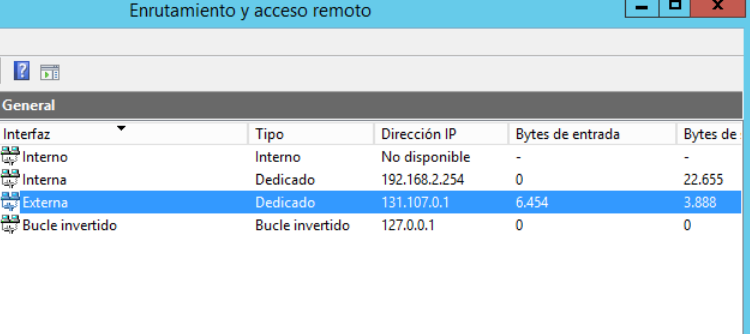 Enrutamiento y acceso remoto
General
Interfaz Tipo Dirección IP Bytes de entrada Bytes de
Interno Interno No disponible - -
Interna Dedicado 192.168.2.254 0 22.655
Externa Dedicado 131.107.0.1 6.454 3.888
Bucle invertido Bucle invertido 127.0.0.1 0 0